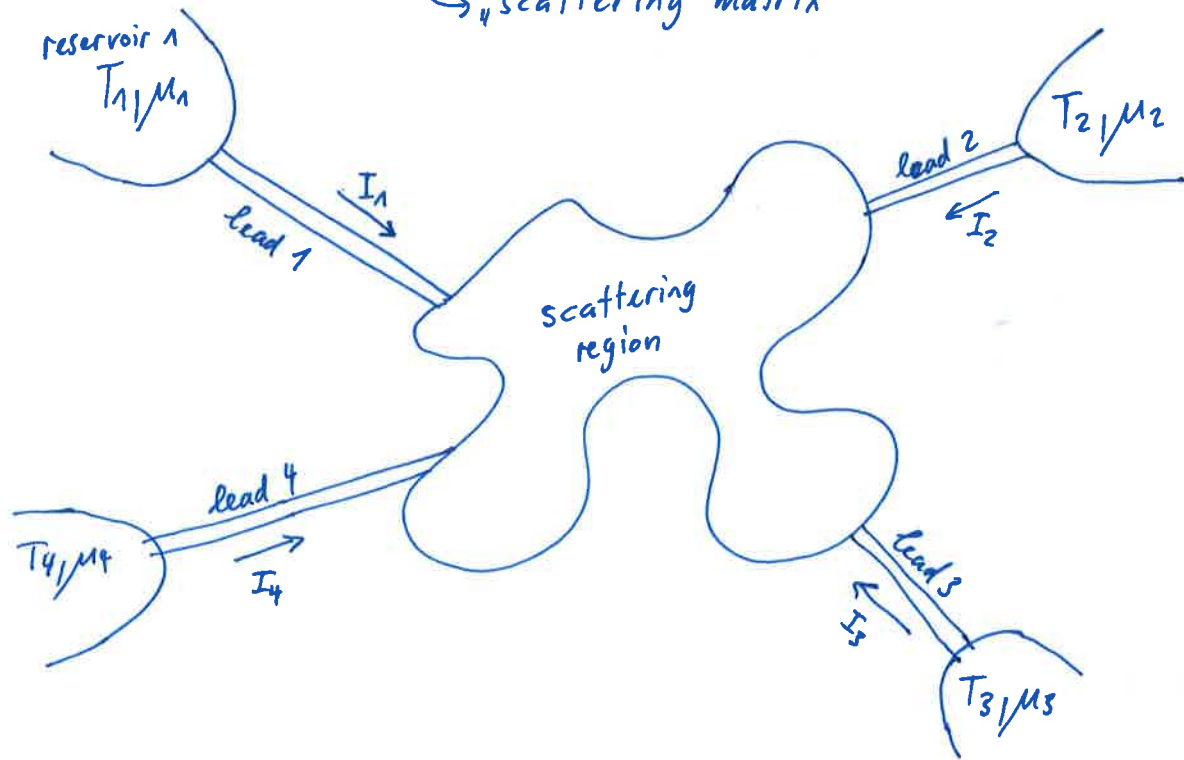 ↳ „scattering matrix
reservoir 1
T1, μ1
T2, μ2
lead 2
I1
I2
lead 1
scattering
region
lead 4
T4, μ4
I4
lead 3
I3
T3, μ3